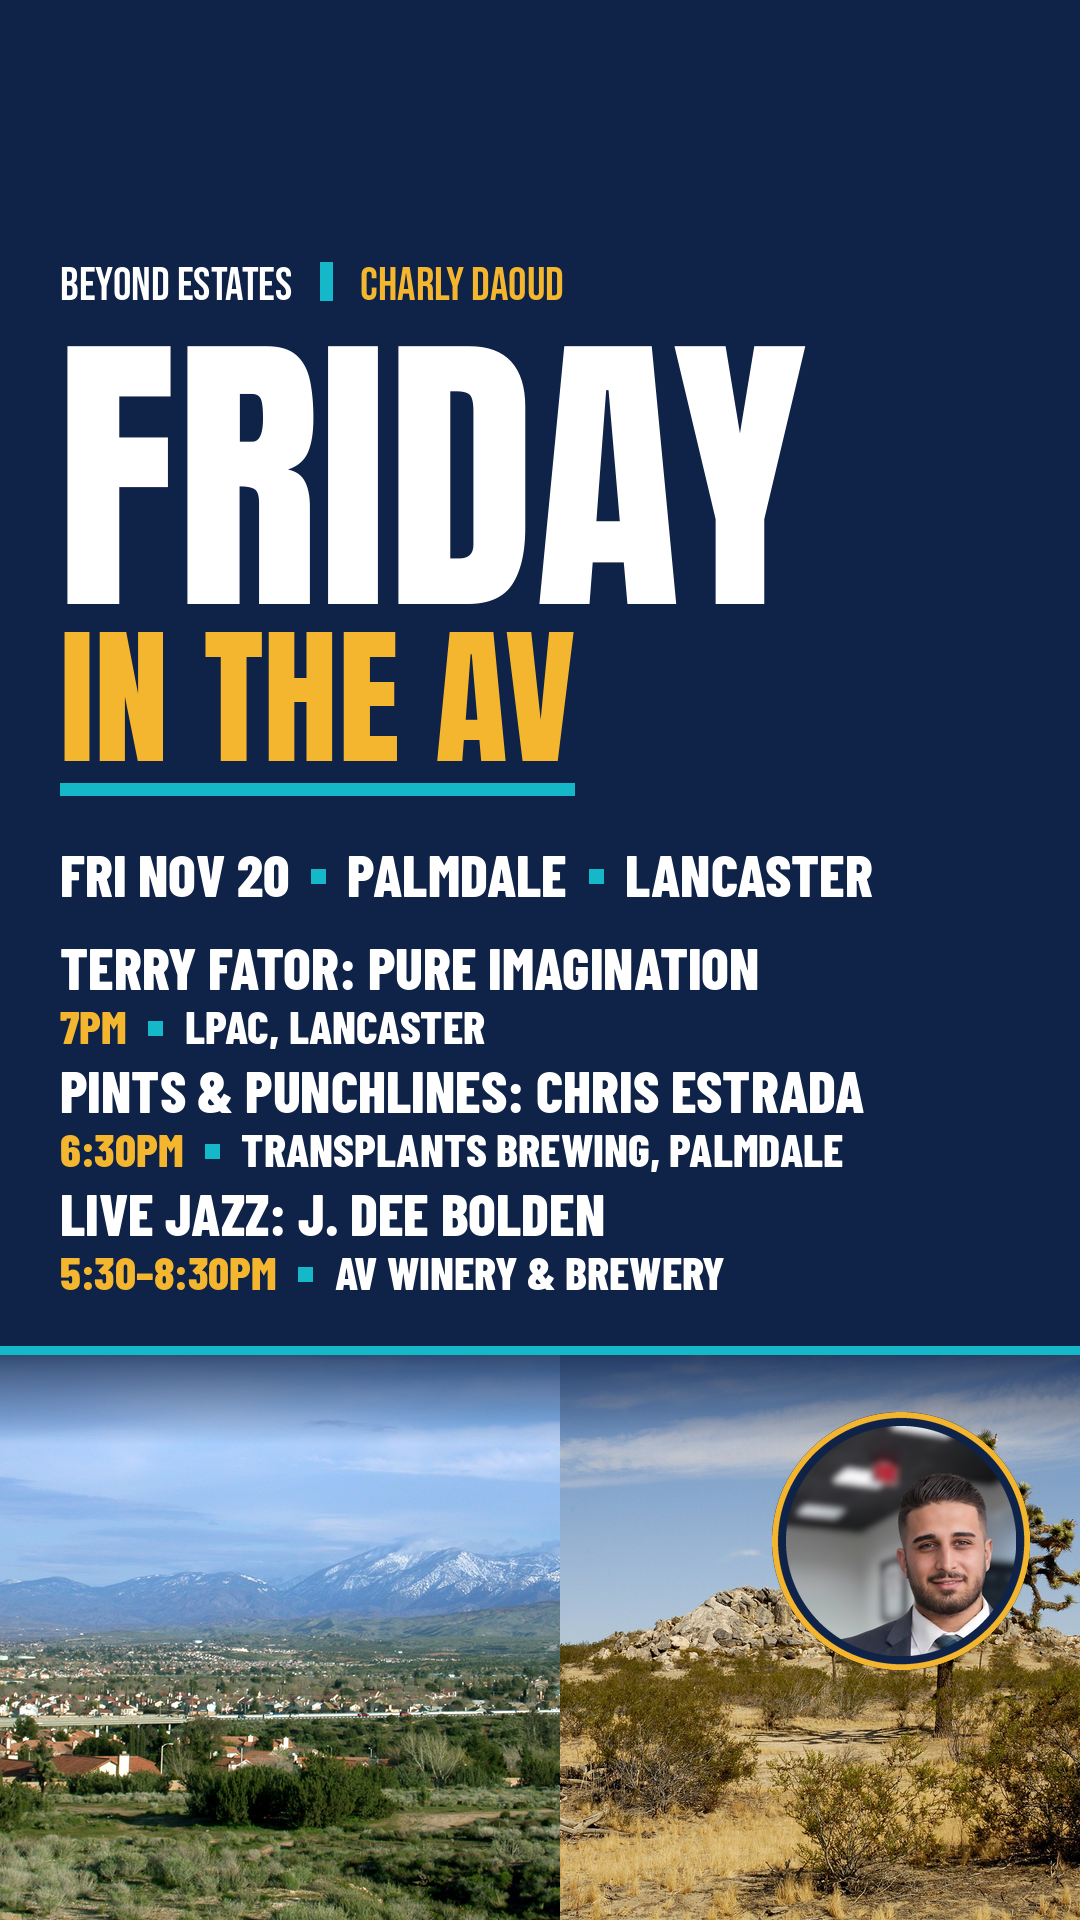 BEYOND ESTATES CHARLY DAOUD
FRIDAY
IN THE AV
FRI NOV 20 ▪ PALMDALE ▪ LANCASTER
TERRY FATOR: PURE IMAGINATION
7PM ▪ LPAC, LANCASTER
PINTS & PUNCHLINES: CHRIS ESTRADA
6:30PM ▪ TRANSPLANTS BREWING, PALMDALE
LIVE JAZZ: J. DEE BOLDEN
5:30–8:30PM ▪ AV WINERY & BREWERY